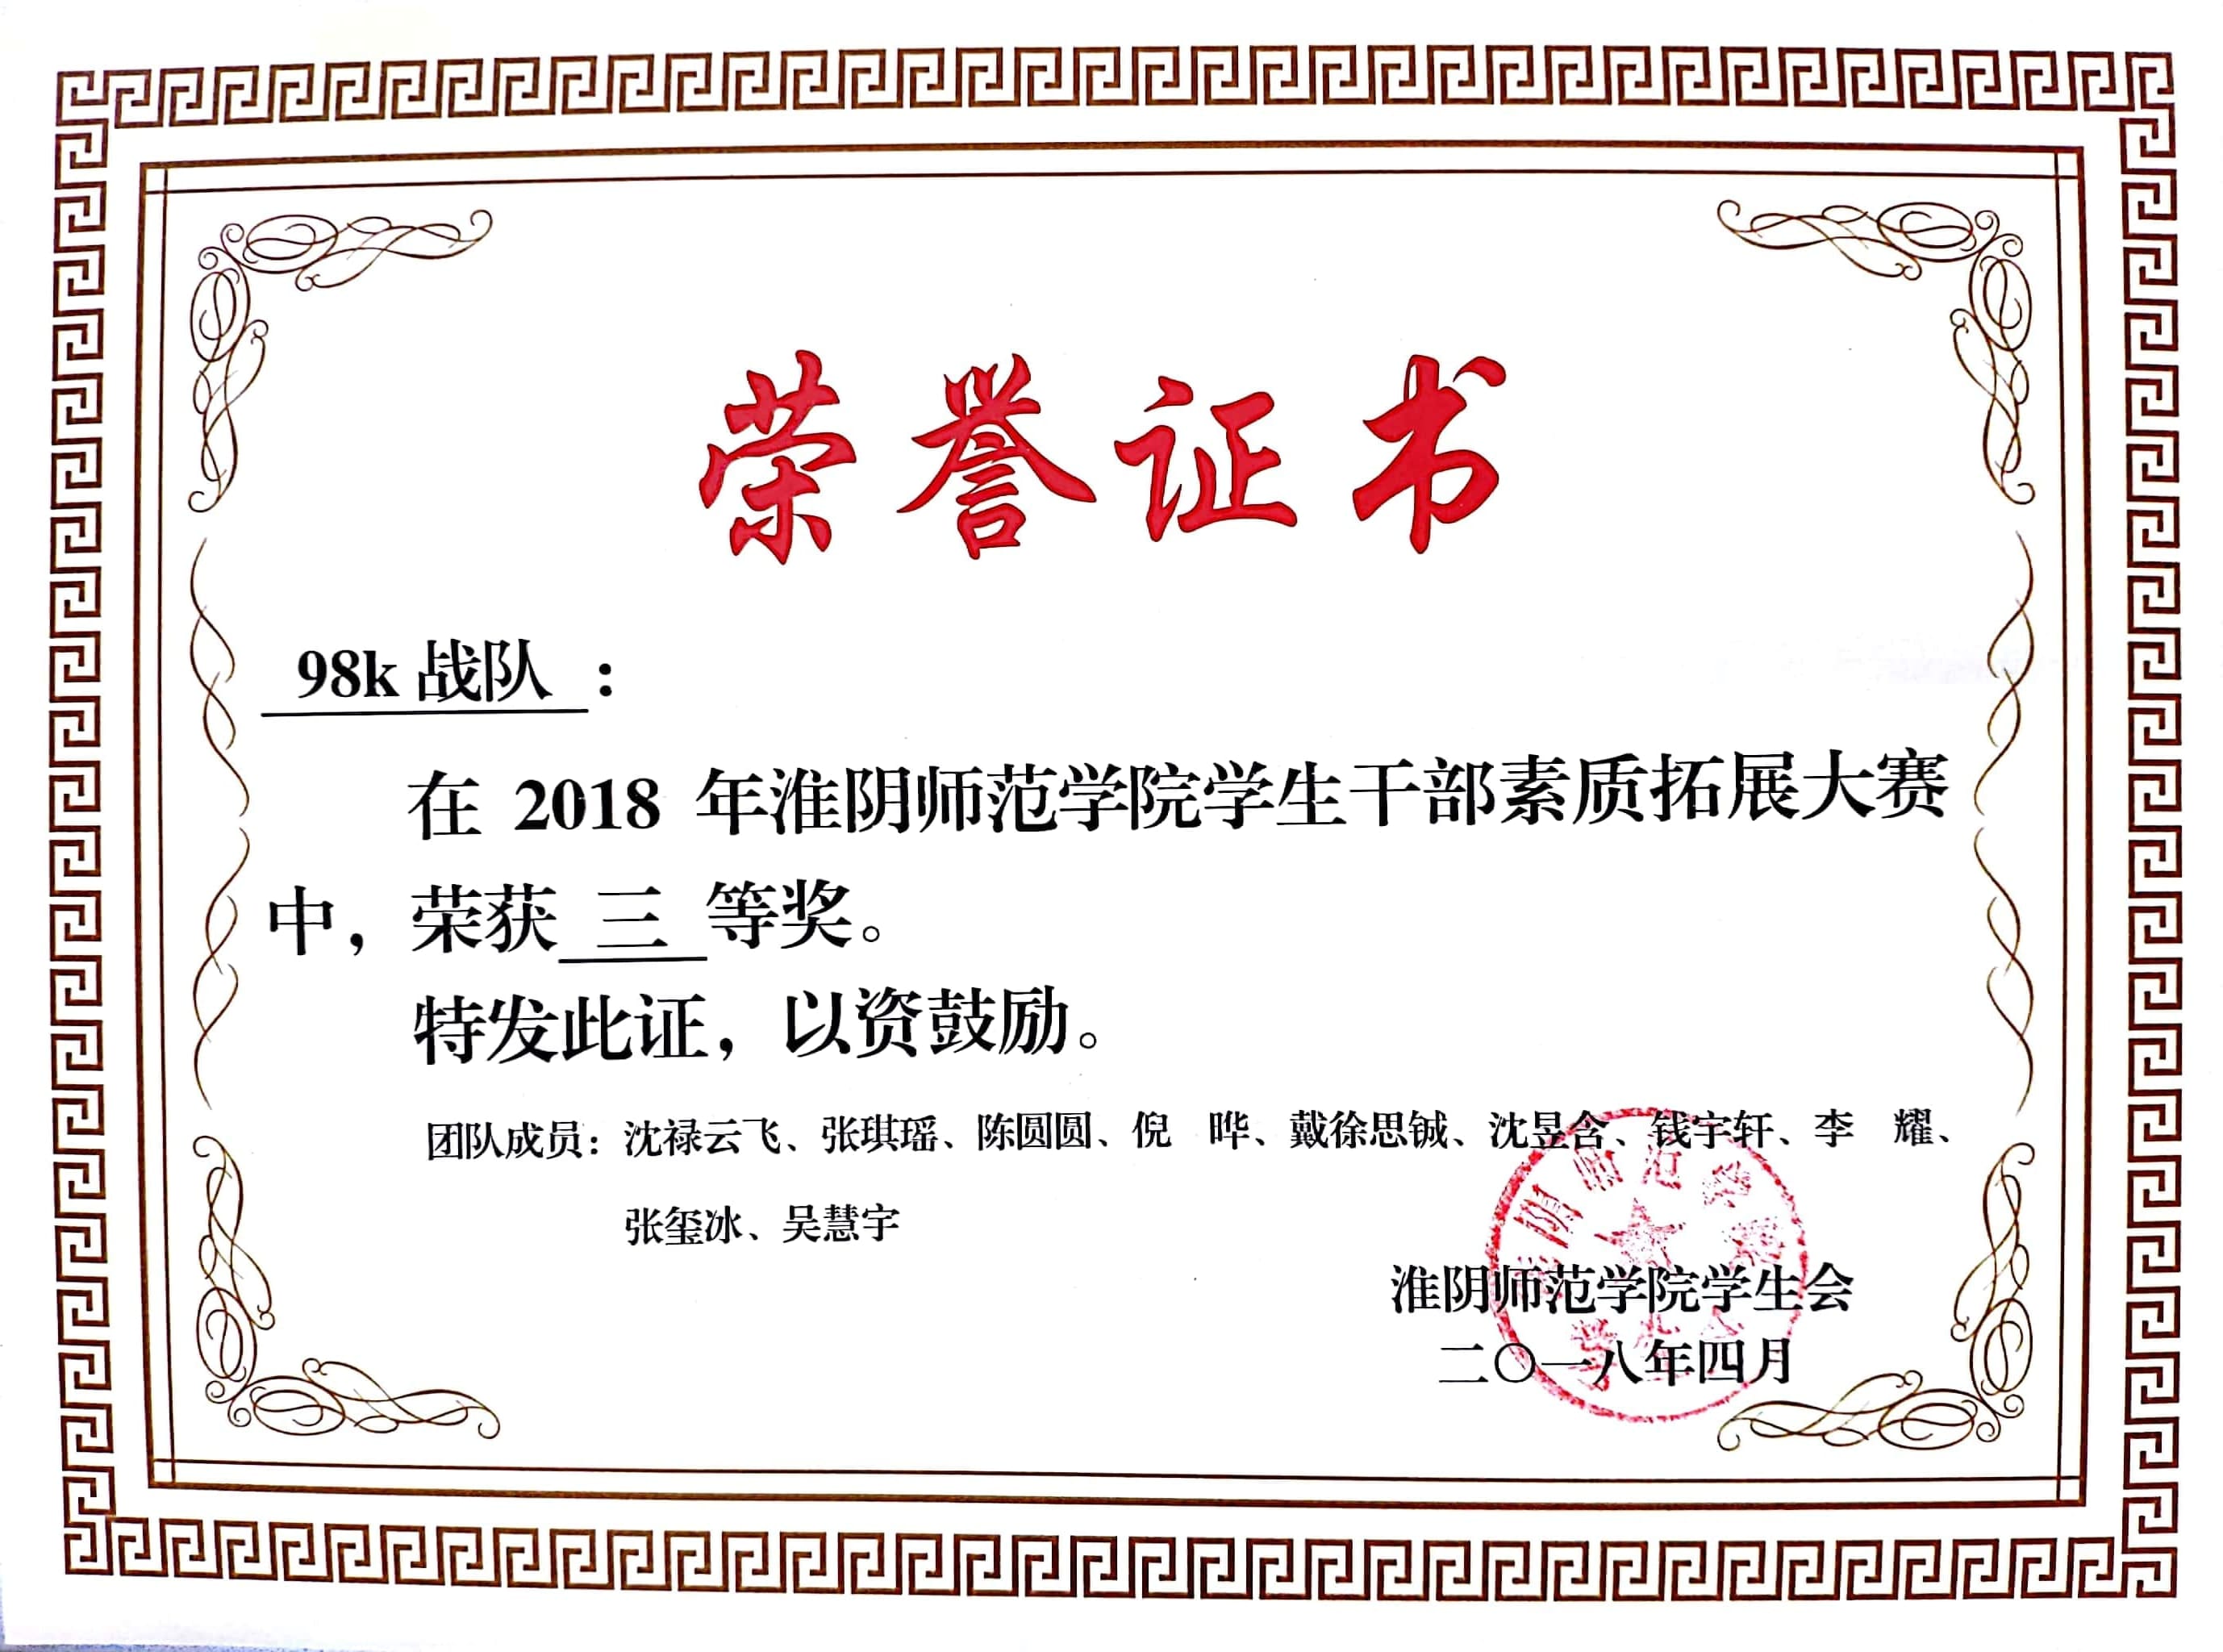 荣誉证书
98k 战队 :
在 2018 年淮阴师范学院学生干部素质拓展大赛
中，荣获 三 等奖。
特发此证，以资鼓励。
团队成员：沈禄云飞、张琪瑶、陈圆圆、倪　晔、戴徐思铖、沈昱含、钱宇轩、李　耀、
张玺冰、吴慧宇
淮阴师范学院学生会
二〇一八年四月